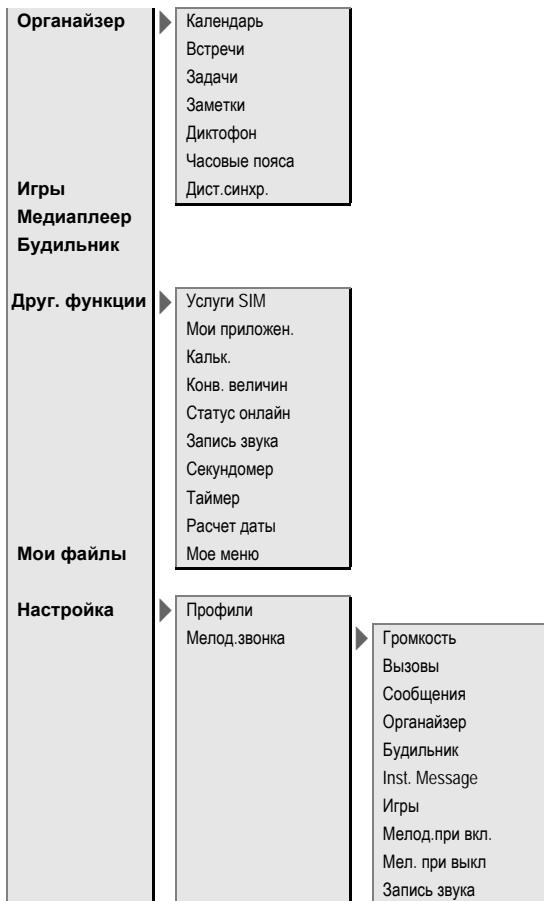 Органайзер
Календарь
Встречи
Задачи
Заметки
Диктофон
Часовые пояса
Дист.синхр.
Игры
Медиаплеер
Будильник
Друг. функции
Услуги SIM
Мои приложен.
Кальк.
Конв. величин
Статус онлайн
Запись звука
Секундомер
Таймер
Расчет даты
Мое меню
Мои файлы
Настройка
Профили
Мелод.звонка
Громкость
Вызовы
Сообщения
Органайзер
Будильник
Inst. Message
Игры
Мелод.при вкл.
Мел. при выкл
Запись звука